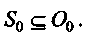 S₀ ⊆ O₀.